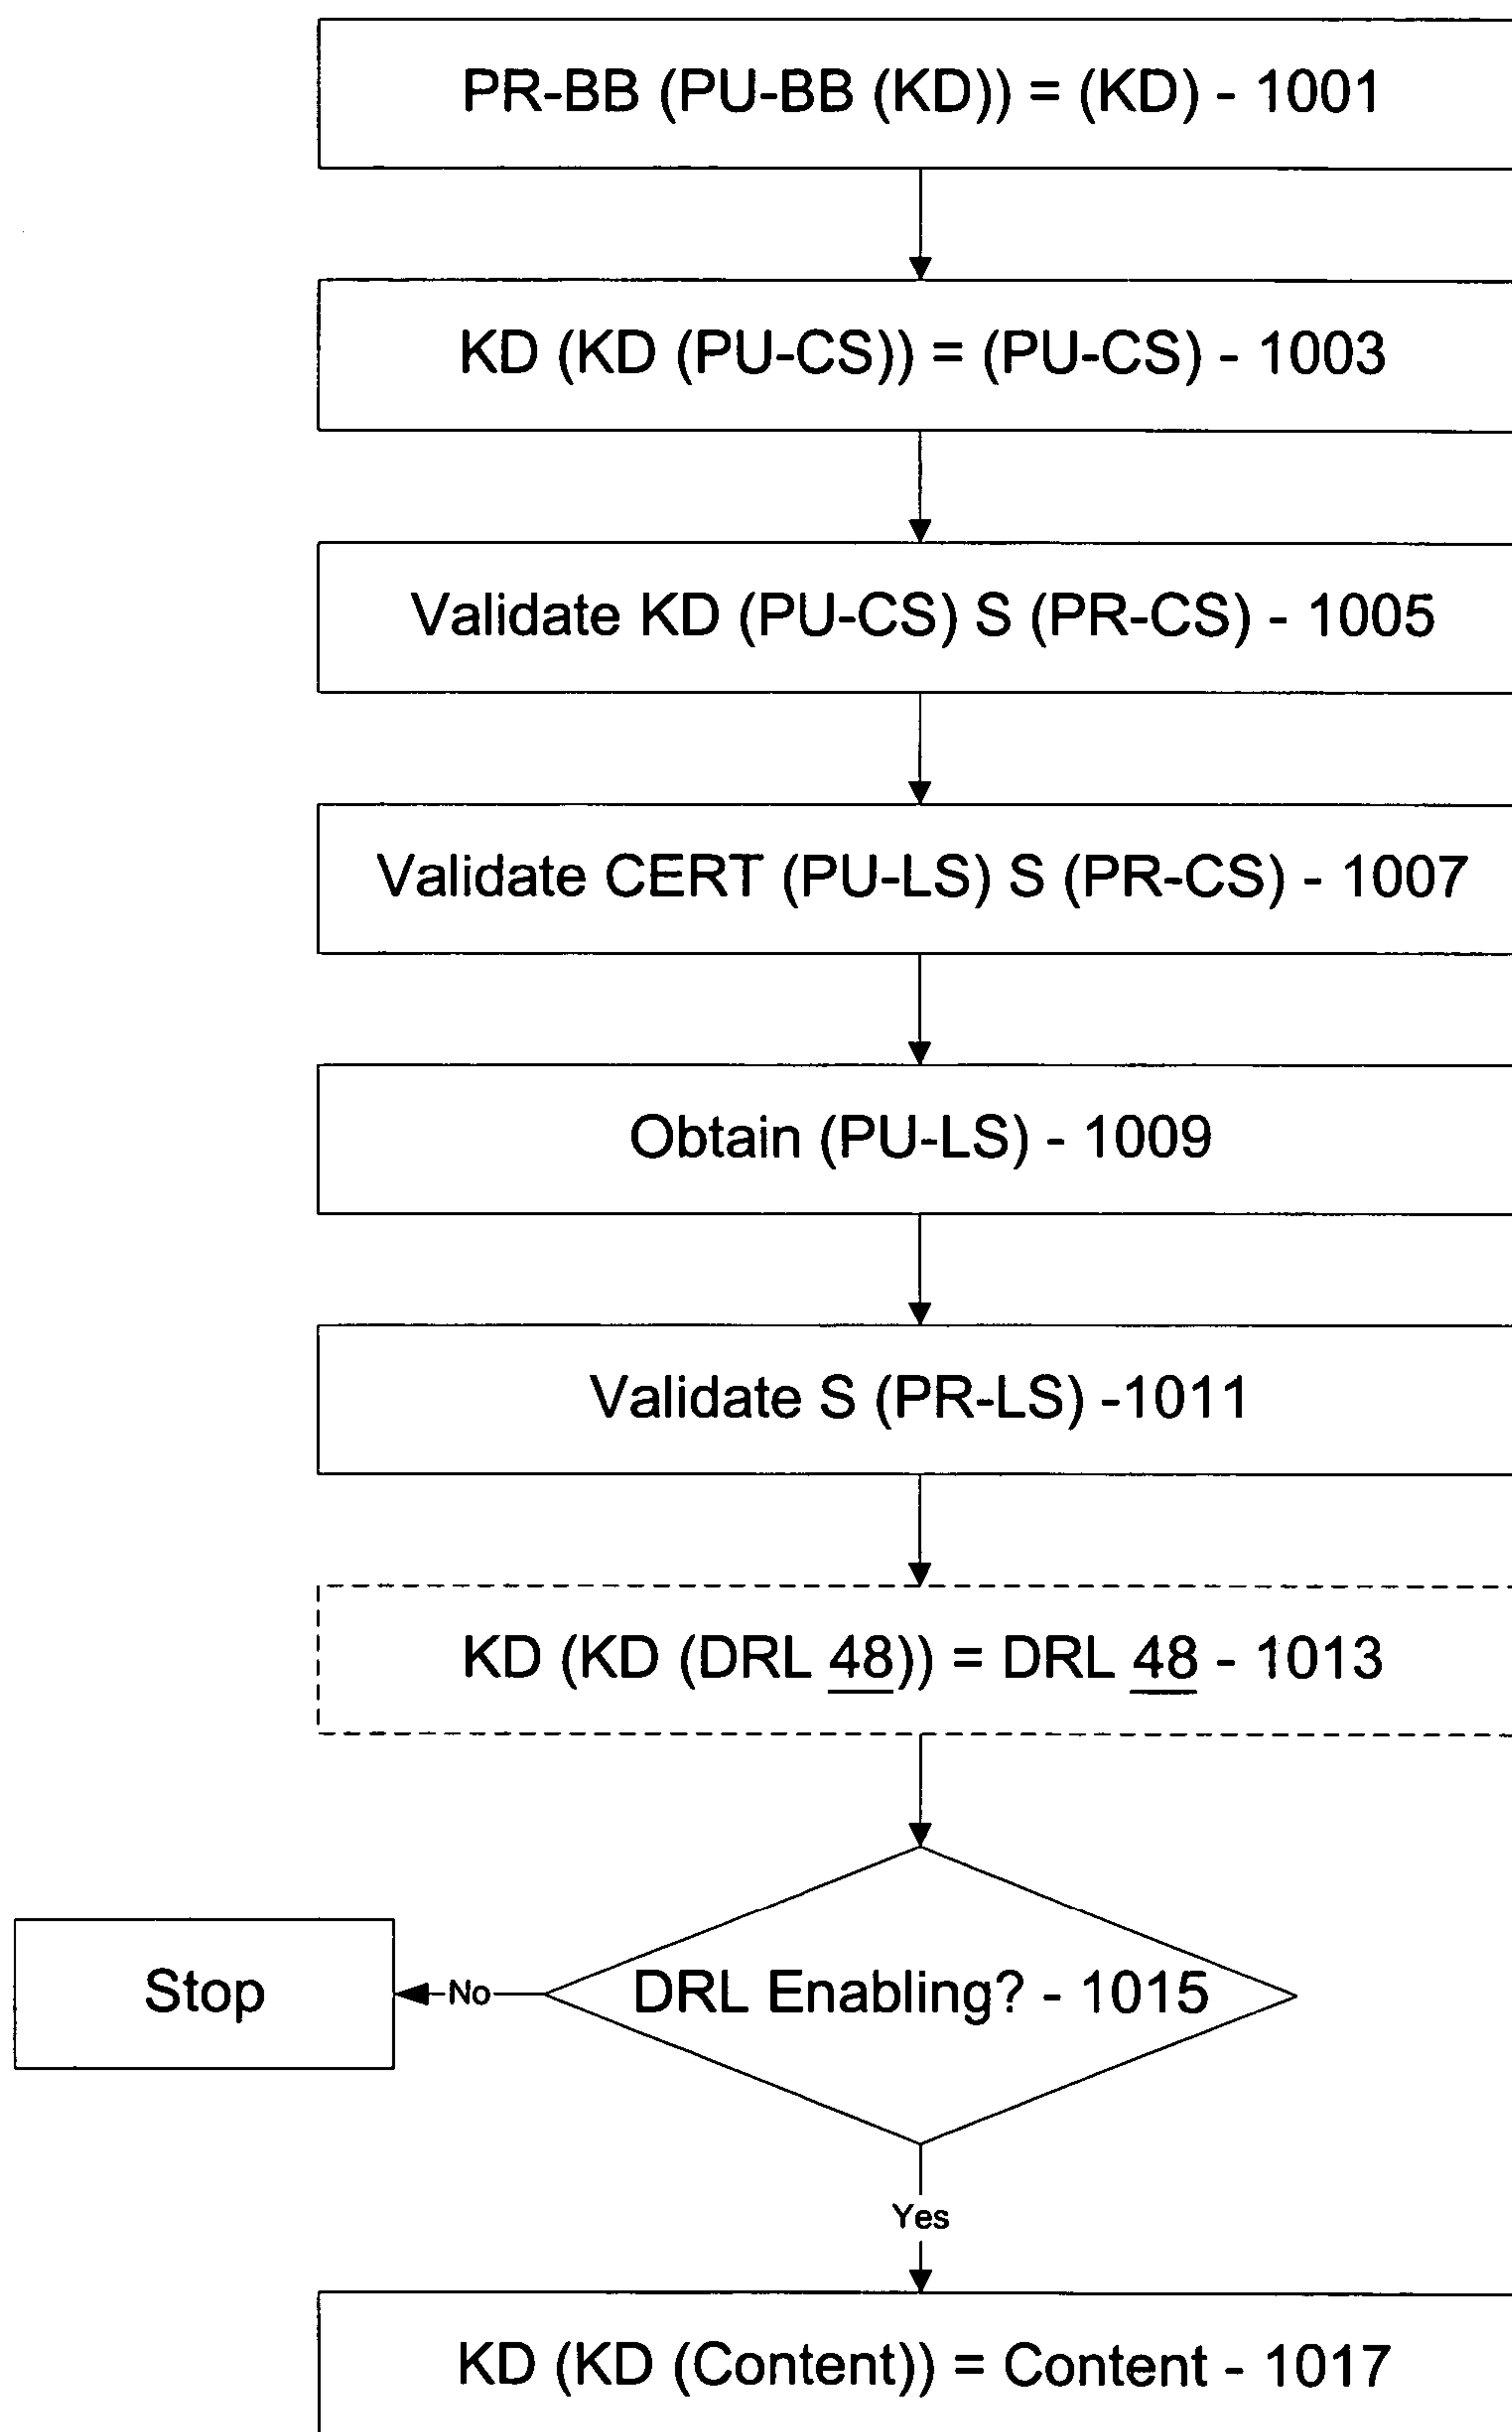 PR-BB (PU-BB (KD)) = (KD) - 1001
KD (KD (PU-CS)) = (PU-CS) - 1003
Validate KD (PU-CS) S (PR-CS) - 1005
Validate CERT (PU-LS) S (PR-CS) - 1007
Obtain (PU-LS) - 1009
Validate S (PR-LS) -1011
KD (KD (DRL 48)) = DRL 48 - 1013
DRL Enabling? - 1015
No
Stop
Yes
KD (KD (Content)) = Content - 1017